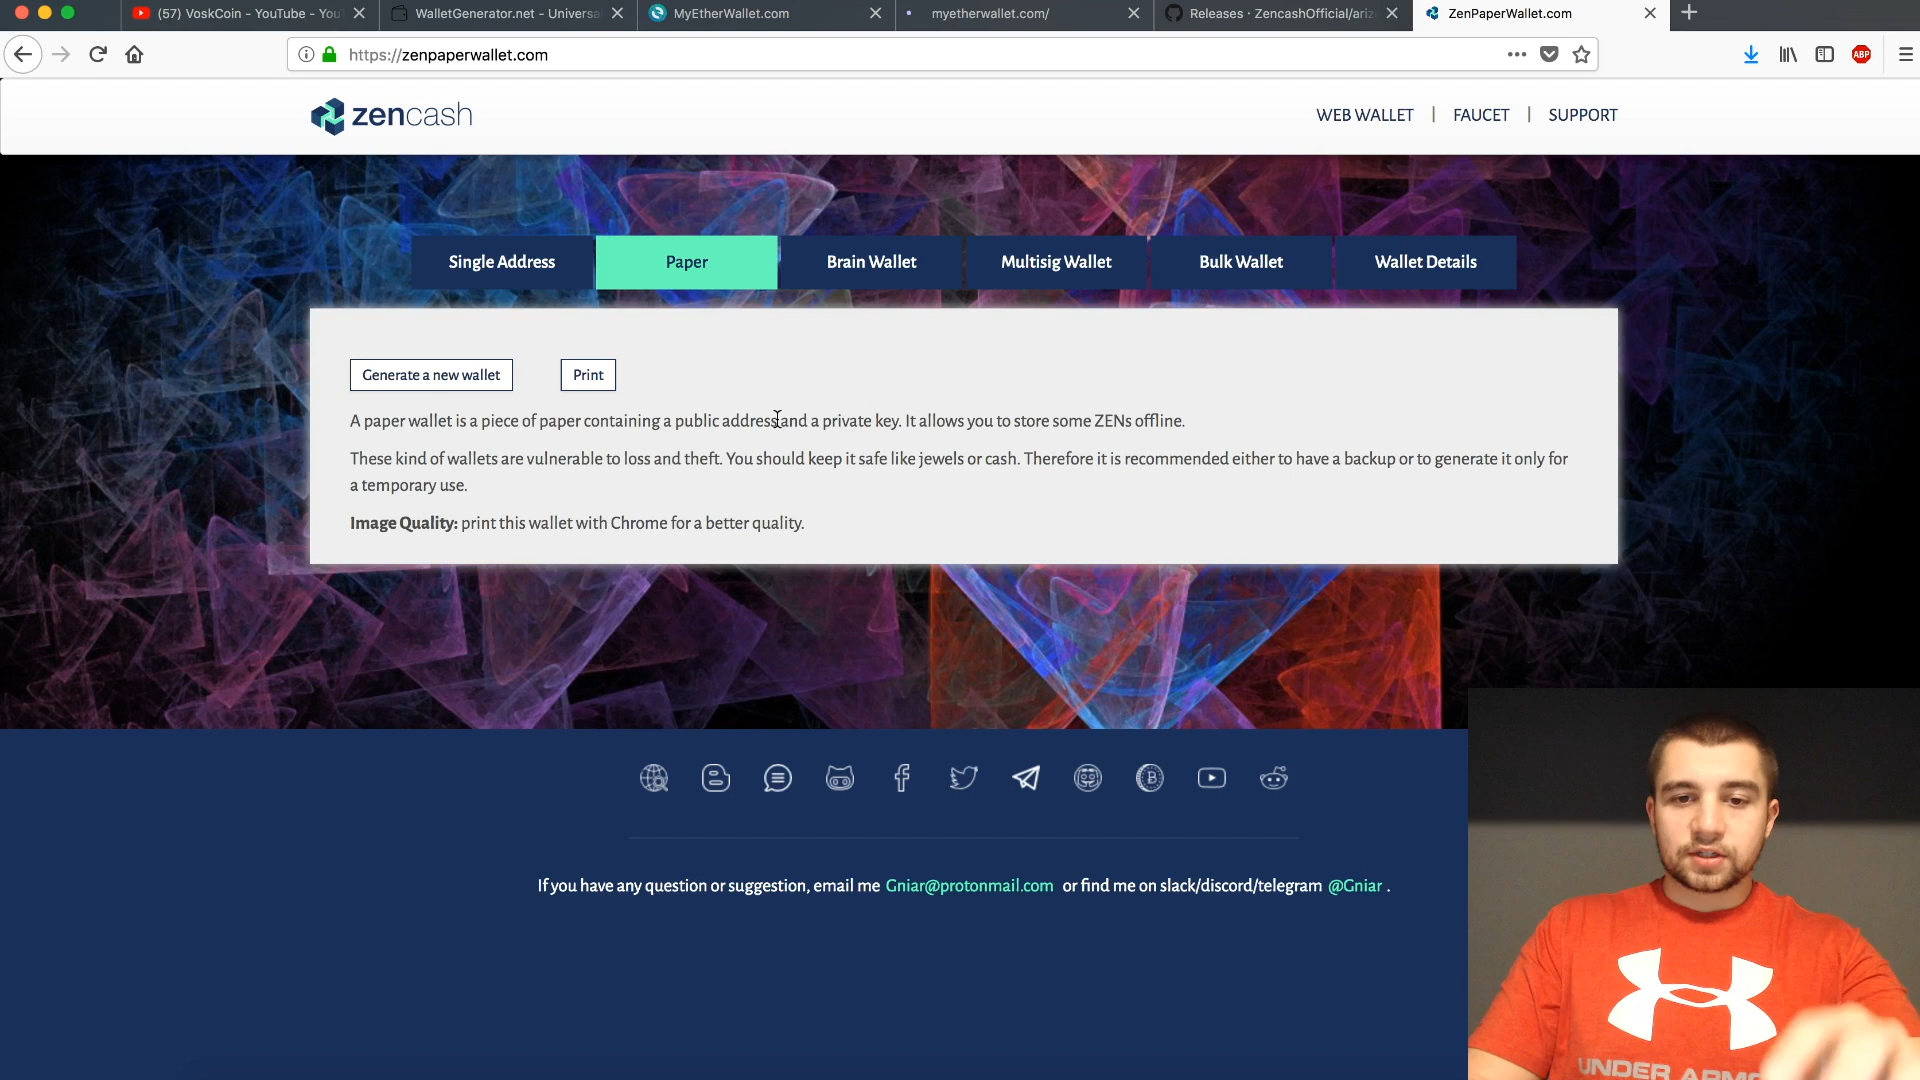 (57) VoskCoin - YouTube - You
WalletGenerator.net - Universa
MyEtherWallet.com
myetherwallet.com/
Releases · ZencashOfficial/ariz
ZenPaperWallet.com
https://zenpaperwallet.com
ABP
zencash
WEB WALLET | FAUCET | SUPPORT
Single Address
Paper
Brain Wallet
Multisig Wallet
Bulk Wallet
Wallet Details
Generate a new wallet
Print
A paper wallet is a piece of paper containing a public address and a private key. It allows you to store some ZENs offline.
These kind of wallets are vulnerable to loss and theft. You should keep it safe like jewels or cash. Therefore it is recommended either to have a backup or to generate it only for
a temporary use.
Image Quality: print this wallet with Chrome for a better quality.
If you have any question or suggestion, email me Gniar@protonmail.com or find me on slack/discord/telegram @Gniar .
UNDER